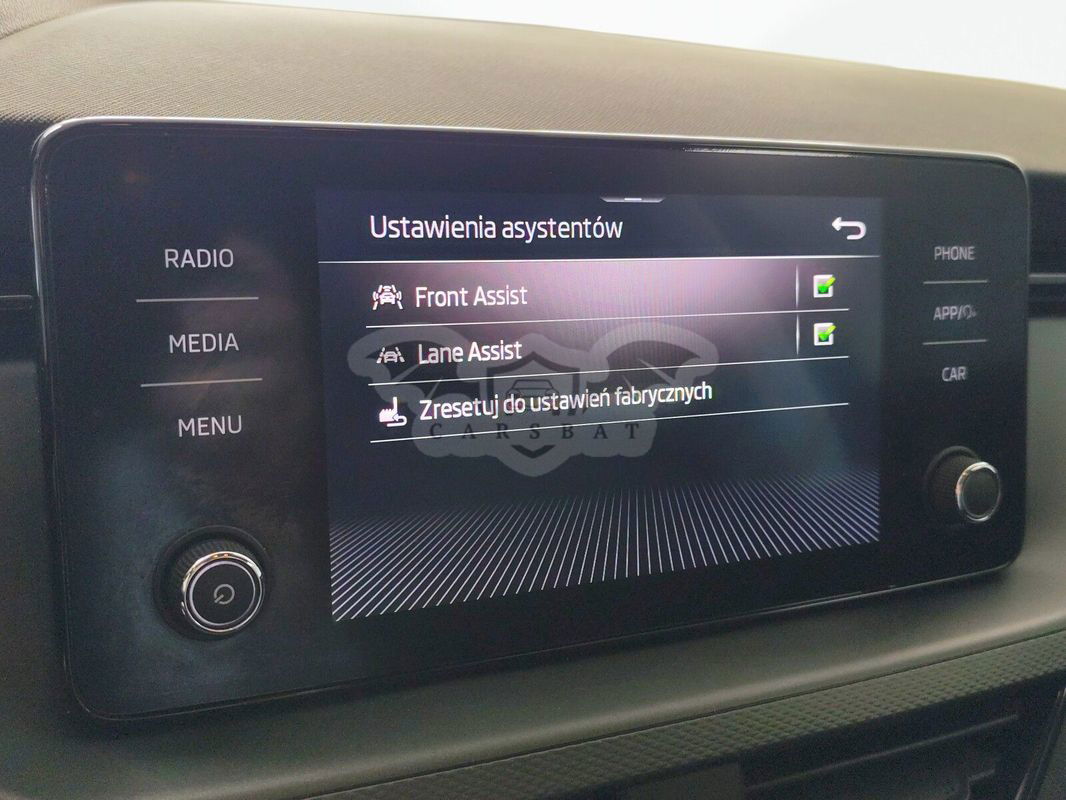 RADIO
MEDIA
MENU
Ustawienia asystentów
Front Assist
Lane Assist
Zresetuj do ustawień fabrycznych
CARSBAT
PHONE
APP/
CAR